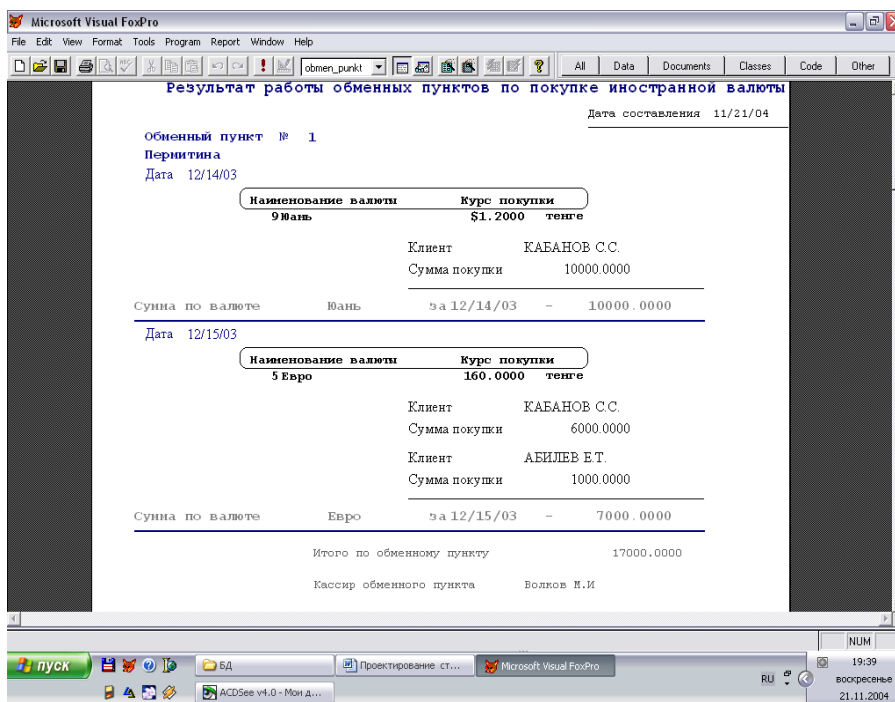 Microsoft Visual FoxPro
File Edit View Format Tools Program Report Window Help
obmen_punkt All Data Documents Classes Code Other
Результат работы обменных пунктов по покупке иностранной валюты
Дата составления 11/21/04
Обменный пункт № 1
Пермитина
Дата 12/14/03
Наименование валюты Курс покупки
9 Юань $1.2000 тенге
Клиент КАБАНОВ С.С.
Сумма покупки 10000.0000
Сумма по валюте Юань за 12/14/03 - 10000.0000
Дата 12/15/03
Наименование валюты Курс покупки
5 Евро 160.0000 тенге
Клиент КАБАНОВ С.С.
Сумма покупки 6000.0000
Клиент АБИЛЕВ Е.Т.
Сумма покупки 1000.0000
Сумма по валюте Евро за 12/15/03 - 7000.0000
Итого по обменному пункту 17000.0000
Кассир обменного пункта Волков М.И
NUM
пуск БД Проектирование ст... Microsoft Visual FoxPro 19:39
RU воскресенье
ACDSee v4.0 - Мои д... 21.11.2004